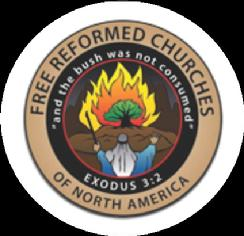 FREE REFORMED CHURCHES
"and the bush was not consumed"
EXODUS 3:2
OF NORTH AMERICA